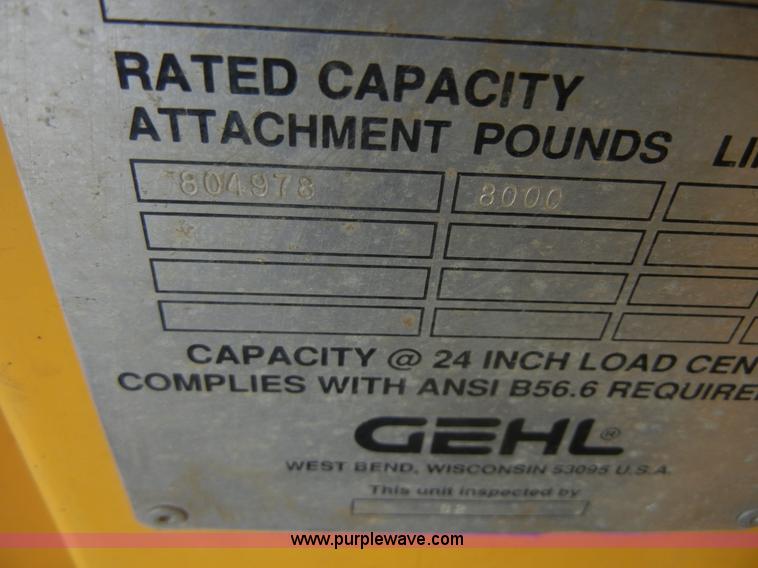 RATED CAPACITY
ATTACHMENT POUNDS
804978 8000
CAPACITY @ 24 INCH LOAD CEN
COMPLIES WITH ANSI B56.6 REQUIRE
GEHL®
WEST BEND, WISCONSIN 53095 U.S.A.
This unit inspected by
www.purplewave.com